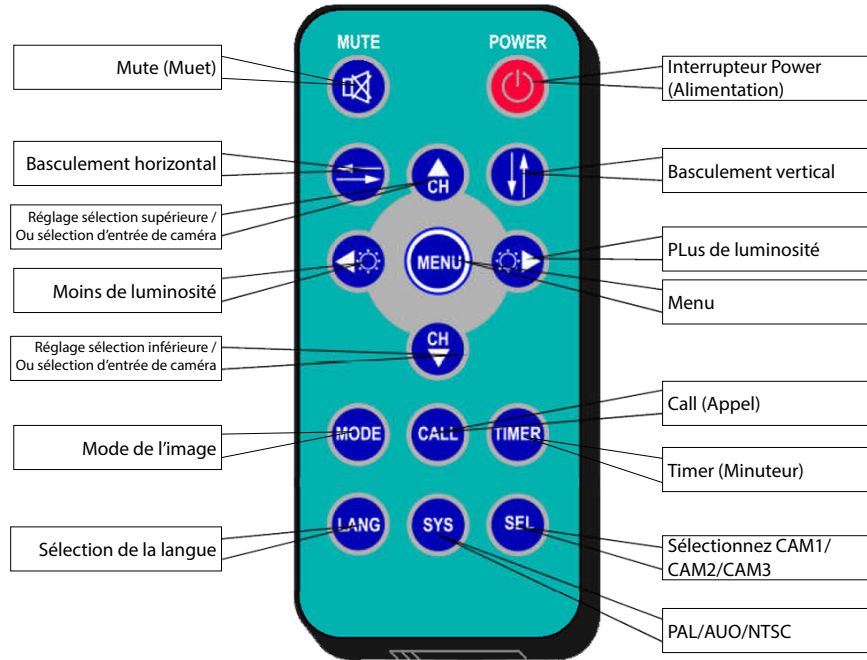 MUTE
POWER
Mute (Muet)
Interrupteur Power
(Alimentation)
Basculement horizontal
CH
Basculement vertical
Réglage sélection supérieure /
Ou sélection d'entrée de caméra
MENU
PLus de luminosité
Moins de luminosité
Menu
CH
Réglage sélection inférieure /
Ou sélection d'entrée de caméra
Call (Appel)
MODE
CALL
TIMER
Mode de l'image
Timer (Minuteur)
LANG
SYS
SEL
Sélection de la langue
Sélectionnez CAM1/
CAM2/CAM3
PAL/AUO/NTSC